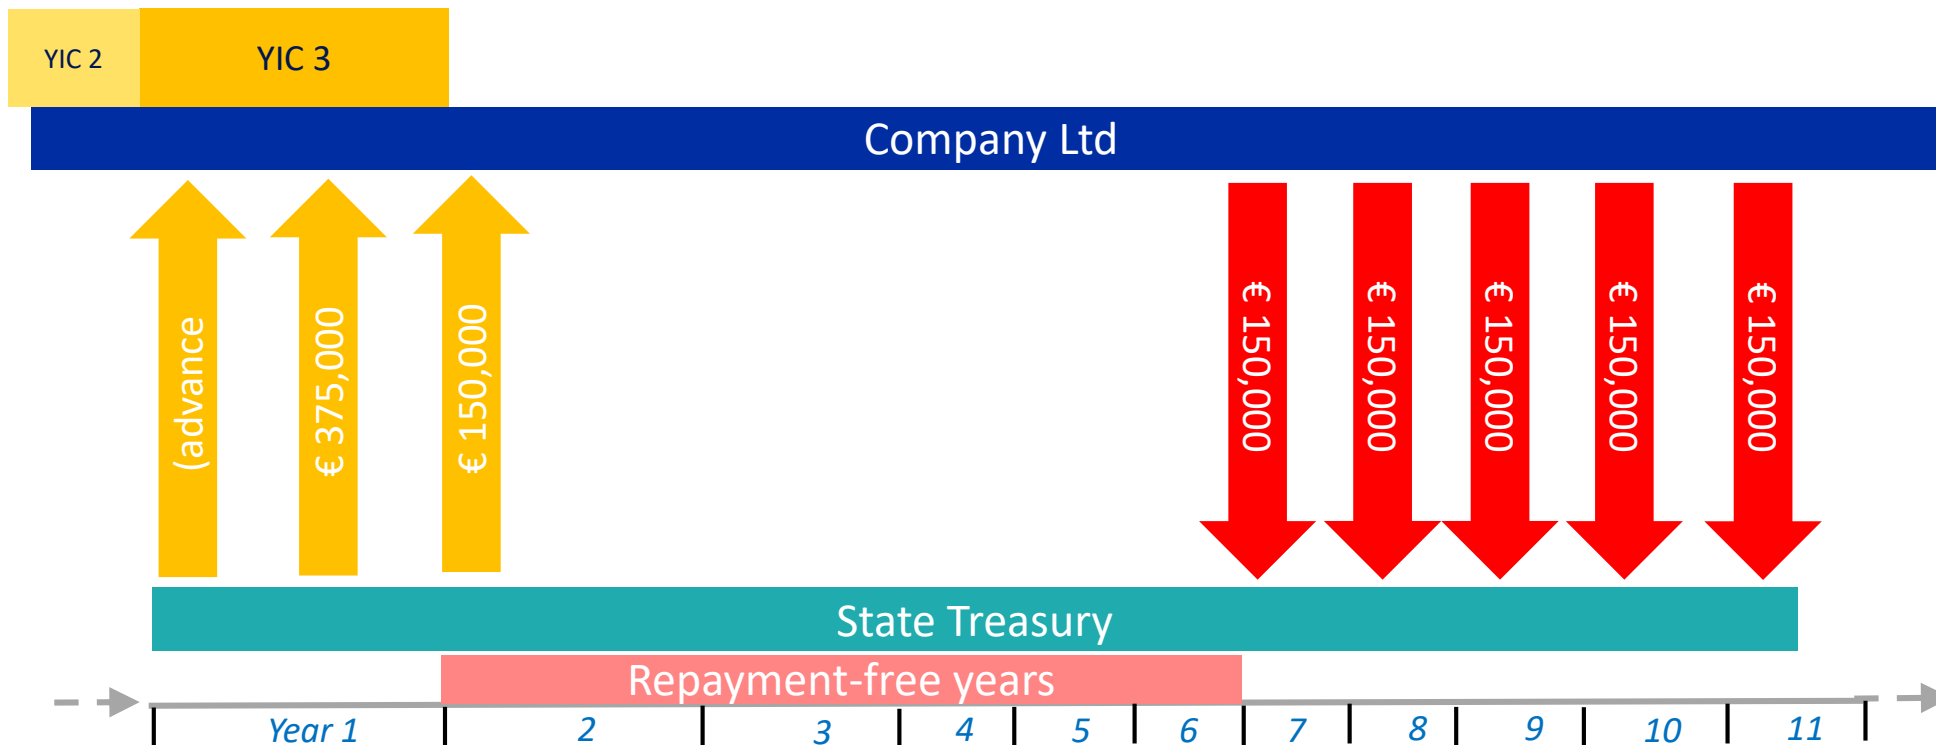 YIC 2
YIC 3
Company Ltd
(advance
€ 375,000
€ 150,000
€ 150,000
€ 150,000
€ 150,000
€ 150,000
€ 150,000
State Treasury
Repayment-free years
Year 1
2
3
4
5
6
7
8
9
10
11